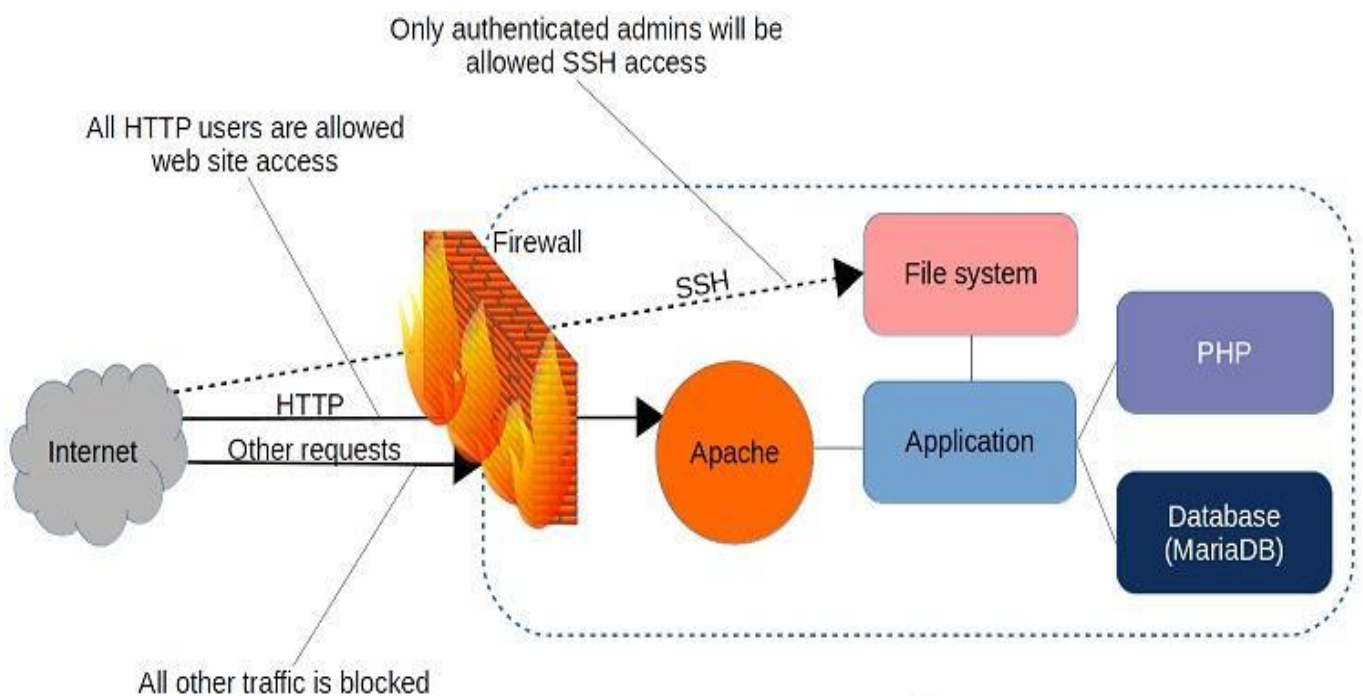 Only authenticated admins will be
allowed SSH access
All HTTP users are allowed
web site access
Firewall
SSH
File system
PHP
HTTP
Internet
Other requests
Apache
Application
Database
(MariaDB)
All other traffic is blocked